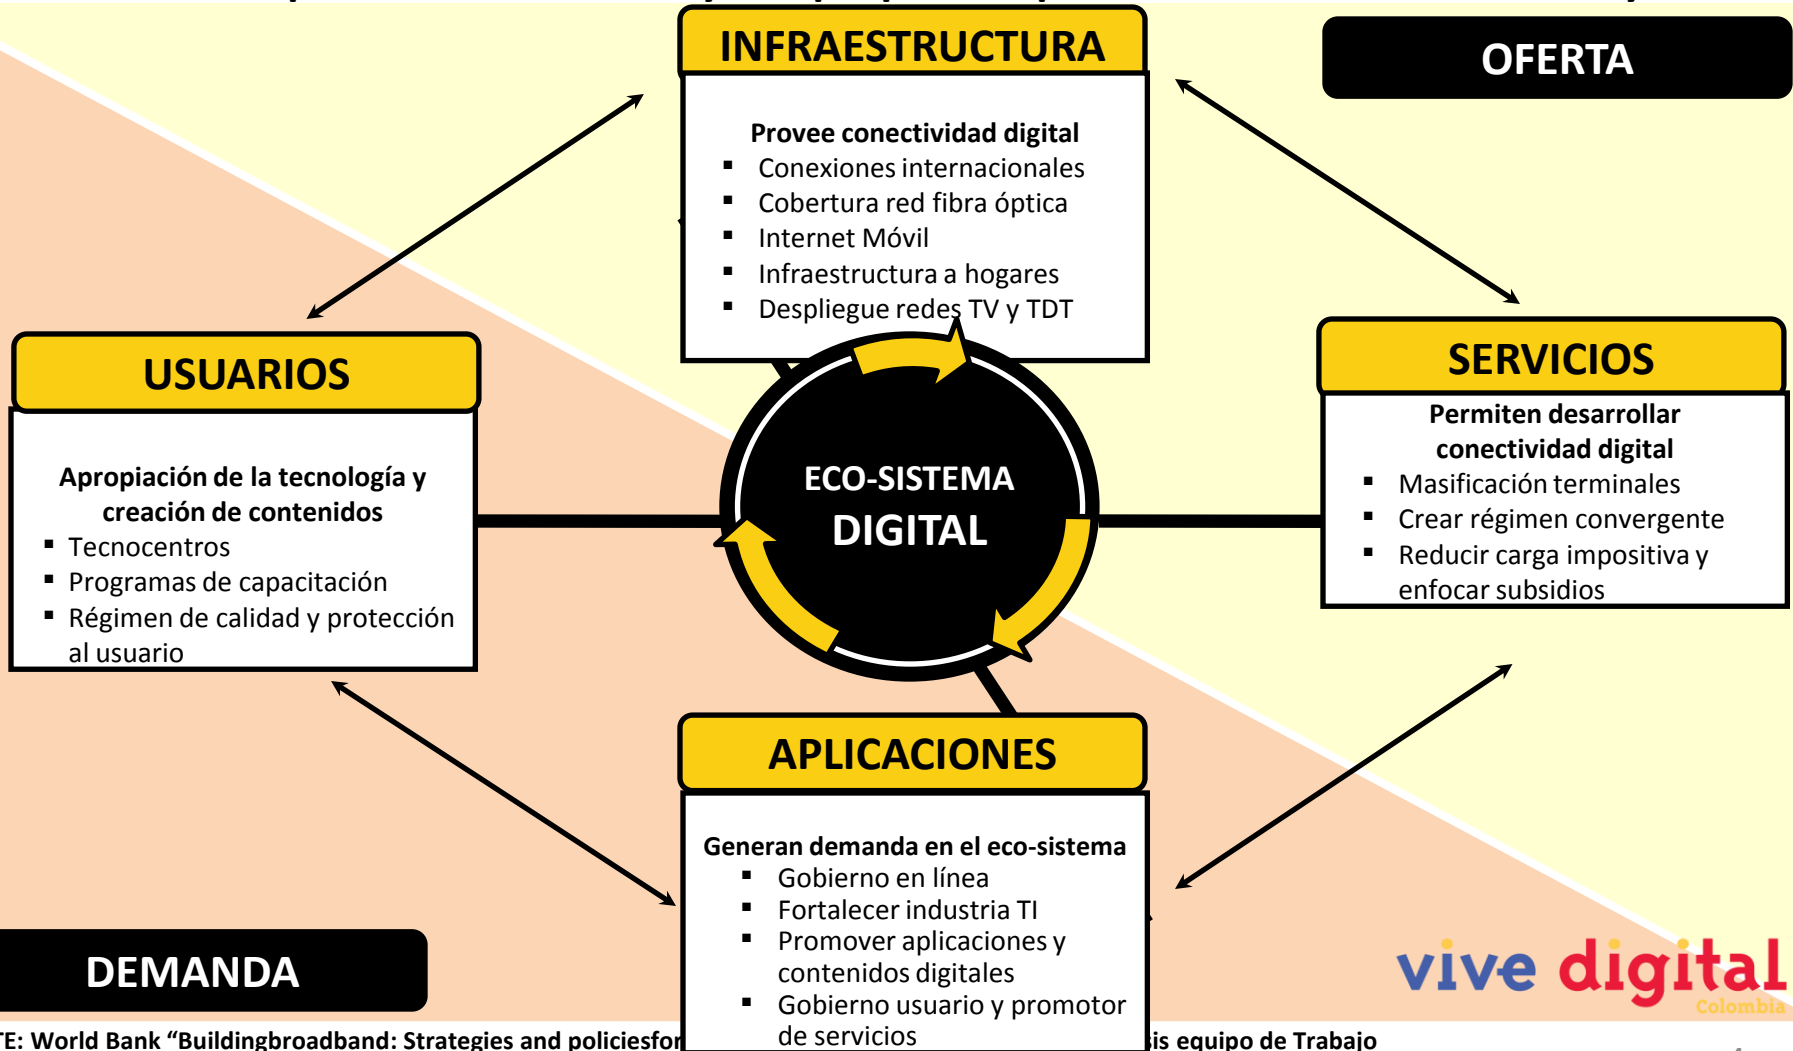 INFRAESTRUCTURA
OFERTA
Provee conectividad digital
▪ Conexiones internacionales
▪ Cobertura red fibra óptica
▪ Internet Móvil
▪ Infraestructura a hogares
▪ Despliegue redes TV y TDT
USUARIOS
Apropiación de la tecnología y
creación de contenidos
▪ Tecnocentros
▪ Programas de capacitación
▪ Régimen de calidad y protección
al usuario
ECO-SISTEMA
DIGITAL
SERVICIOS
Permiten desarrollar
conectividad digital
▪ Masificación terminales
▪ Crear régimen convergente
▪ Reducir carga impositiva y
enfocar subsidios
APLICACIONES
Generan demanda en el eco-sistema
▪ Gobierno en línea
▪ Fortalecer industria TI
▪ Promover aplicaciones y
contenidos digitales
▪ Gobierno usuario y promotor
de servicios
DEMANDA
vive digital
Colombia
TE: World Bank “Buildingbroadband: Strategies and policiesfor
sis equipo de Trabajo